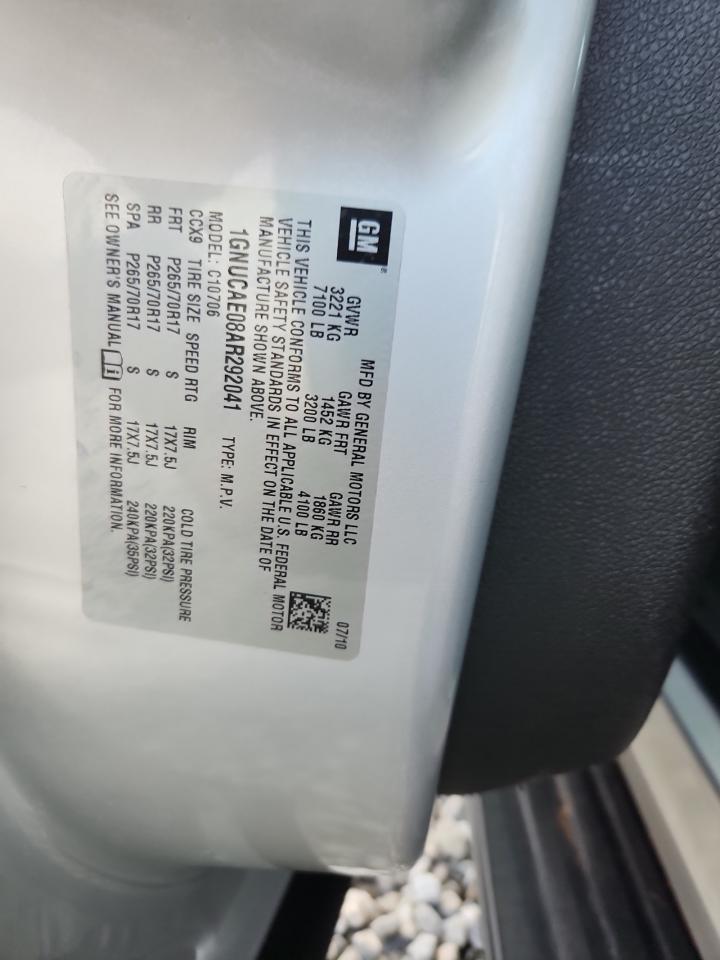 GM®
MFD BY GENERAL MOTORS LLC 07/10
GVWR GAWR FRT GAWR RR
3221 KG 1452 KG 1860 KG
7100 LB 3200 LB 4100 LB
THIS VEHICLE CONFORMS TO ALL APPLICABLE U.S. FEDERAL MOTOR
VEHICLE SAFETY STANDARDS IN EFFECT ON THE DATE OF
MANUFACTURE SHOWN ABOVE.
1GNUCAE08AR292041 TYPE: M.P.V.
MODEL: C10706
CCX9 TIRE SIZE SPEED RTG RIM COLD TIRE PRESSURE
FRT P265/70R17 S 17X7.5J 220KPA(32PSI)
RR P265/70R17 S 17X7.5J 220KPA(32PSI)
SPA P265/70R17 S 17X7.5J 240KPA(35PSI)
SEE OWNER'S MANUAL i FOR MORE INFORMATION.